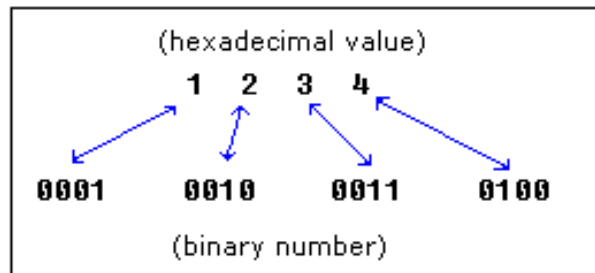 (hexadecimal value)
1 2 3 4
0001 0010 0011 0100
(binary number)